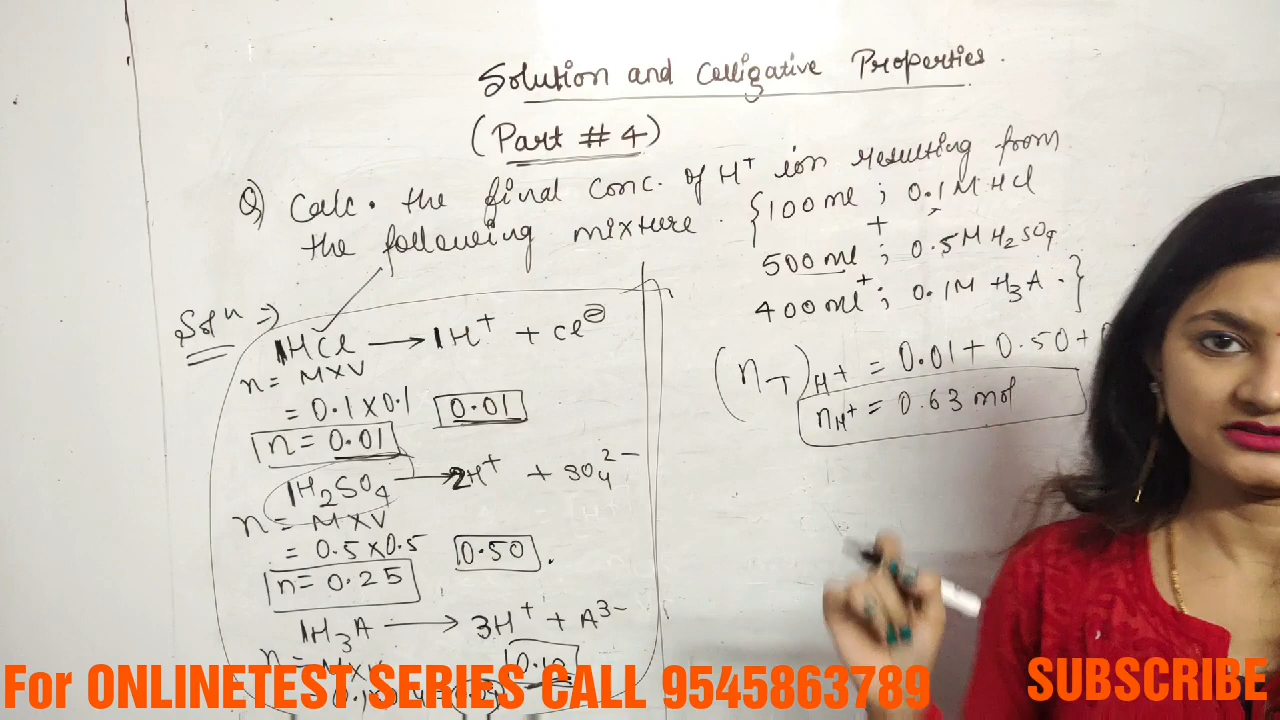 Solution and Colligative Properties.
(Part # 4)
Q) Calc. the final conc. of H⁺ ion resulting from
the following mixture. {100 ml ; 0.1 M HCl
+
500 ml ; 0.5 M H₂SO₄
+
400 ml ; 0.1 M H₃A.}
Solⁿ ⇒
1HCl → 1H⁺ + Cl⊖
n = M×V
= 0.1×0.1 0.01
n = 0.01
1H₂SO₄ → 2H⁺ + SO₄²⁻
n = M×V
= 0.5×0.5 0.50.
n = 0.25
1H₃A → 3H⁺ + A³⁻
n = M×V
(n_T)H⁺ = 0.01 + 0.50 +
nH⁺ = 0.63 mol
For ONLINETEST SERIES CALL 9545863789
SUBSCRIBE